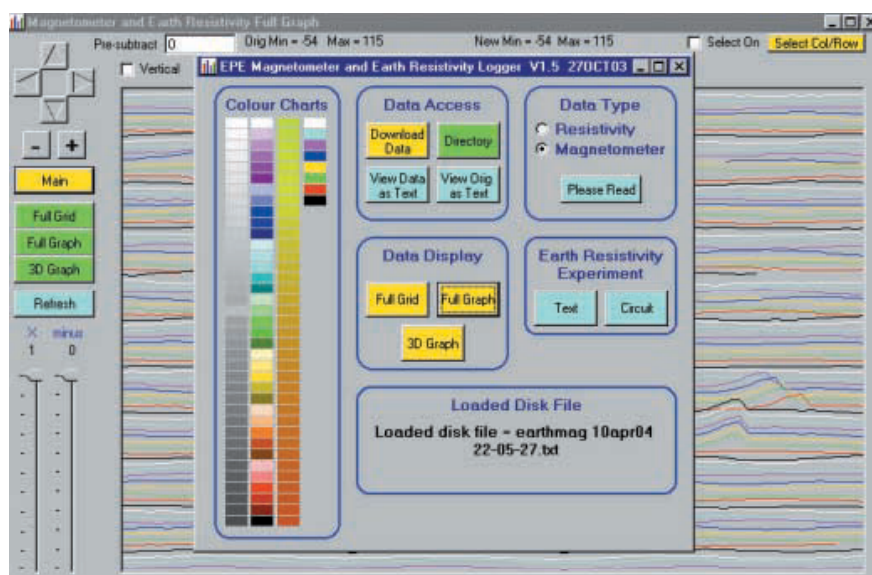 Magnetometer and Earth Resistivity Full Graph
Pre-subtract 0 Orig Min = -54 Max = 115 New Min = -54 Max = 115 Select On Select Col/Row
Vertical
- +
Main
Full Grid
Full Graph
3D Graph
Refresh
X minus
1 0
EPE Magnetometer and Earth Resistivity Logger V1.5 27OCT03
Colour Charts
Data Access
Download Data
Directory
View Data as Text
View Orig as Text
Data Type
Resistivity
Magnetometer
Please Read
Data Display
Full Grid
Full Graph
3D Graph
Earth Resistivity Experiment
Text
Circuit
Loaded Disk File
Loaded disk file = earthmag 10apr04
22-05-27.txt